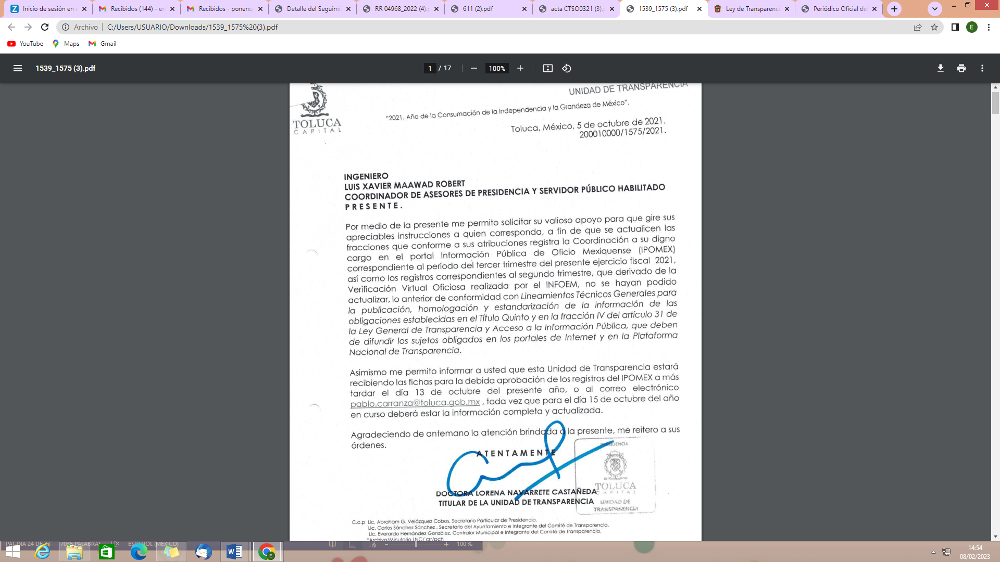 Inicio de sesión en e
Recibidos (144) - en
Recibidos - ponenc
Detalle del Seguimi
RR 04968_2022 (4).p
611 (2).pdf
acta CTSO0321 (3).p
1539_1575 (3).pdf
Ley de Transparenc
Periódico Oficial de
Archivo
C:/Users/USUARIO/Downloads/1539_1575%20(3).pdf
E
YouTube
Maps
Gmail
1539_1575 (3).pdf
1 / 17
100%
UNIDAD DE TRANSPARENCIA
TOLUCA
CAPITAL
"2021. Año de la Consumación de la Independencia y la Grandeza de México".
Toluca, México, 5 de octubre de 2021.
200010000/1575/2021.
INGENIERO
LUIS XAVIER MAAWAD ROBERT
COORDINADOR DE ASESORES DE PRESIDENCIA Y SERVIDOR PÚBLICO HABILITADO
P R E S E N T E .
Por medio de la presente me permito solicitar su valioso apoyo para que gire sus
apreciables instrucciones a quien corresponda, a fin de que se actualicen las
fracciones que conforme a sus atribuciones registra la Coordinación a su digno
cargo en el portal Información Pública de Oficio Mexiquense (IPOMEX)
correspondiente al período del tercer trimestre del presente ejercicio fiscal 2021,
así como los registros correspondientes al segundo trimestre, que derivado de la
Verificación Virtual Oficiosa realizada por el INFOEM, no se hayan podido
actualizar, lo anterior de conformidad con Lineamientos Técnicos Generales para
la publicación, homologación y estandarización de la información de las
obligaciones establecidas en el Título Quinto y en la fracción IV del artículo 31 de
la Ley General de Transparencia y Acceso a la Información Pública, que deben
de difundir los sujetos obligados en los portales de Internet y en la Plataforma
Nacional de Transparencia.
Asimismo me permito informar a usted que esta Unidad de Transparencia estará
recibiendo las fichas para la debida aprobación de los registros del IPOMEX a más
tardar el día 13 de octubre del presente año, o al correo electrónico
pablo.carranza@toluca.gob.mx , toda vez que para el día 15 de octubre del año
en curso deberá estar la información completa y actualizada.
Agradeciendo de antemano la atención brindada a la presente, me reitero a sus
órdenes.
A T E N T A M E N T E
PRESIDENCIA
TOLUCA
CAPITAL
UNIDAD DE
TRANSPARENCIA
DOCTORA LORENA NAVARRETE CASTAÑEDA
TITULAR DE LA UNIDAD DE TRANSPARENCIA
C.c.p Lic. Abraham G. Velázquez Cobos, Secretario Particular de Presidencia.
Lic. Carlos Sánchez Sánchez , Secretario del Ayuntamiento e Integrante del Comité de Transparencia.
Lic. Everardo Hernández González, Contralor Municipal e Integrante del Comité de Transparencia.
*Archivo/Minutario LNC/ crr/pch
PÁGINA 24 DE 33
7035 PALABRAS
ESPAÑOL (MÉXICO)
100 %
14:54
08/02/2023